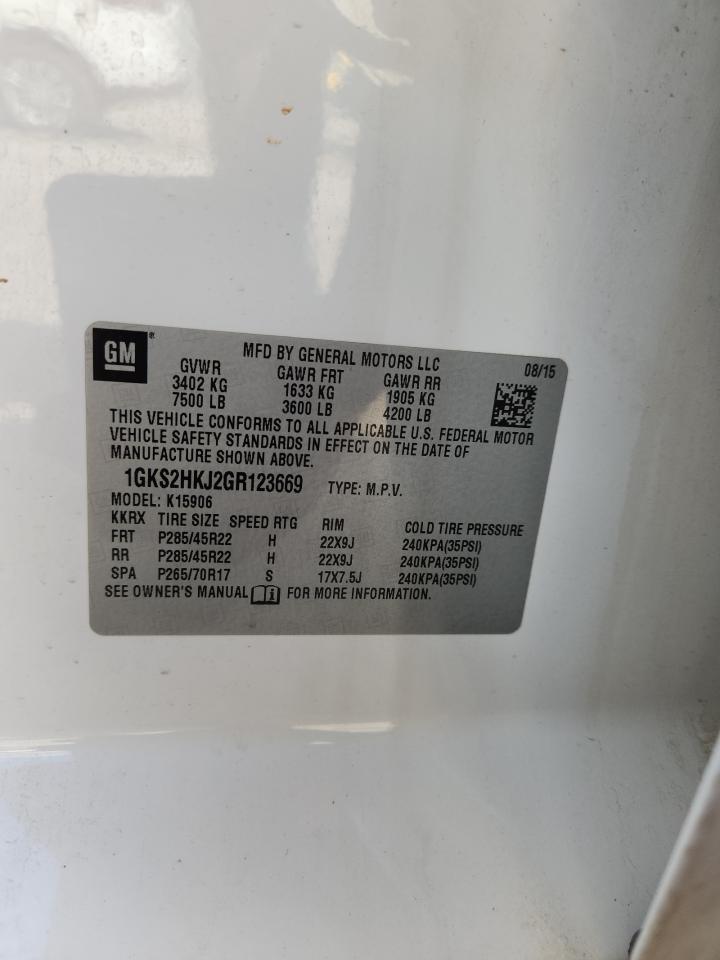 GM
MFD BY GENERAL MOTORS LLC 08/15
GVWR GAWR FRT GAWR RR
3402 KG 1633 KG 1905 KG
7500 LB 3600 LB 4200 LB
THIS VEHICLE CONFORMS TO ALL APPLICABLE U.S. FEDERAL MOTOR
VEHICLE SAFETY STANDARDS IN EFFECT ON THE DATE OF
MANUFACTURE SHOWN ABOVE.
1GKS2HKJ2GR123669 TYPE: M.P.V.
MODEL: K15906
KKRX TIRE SIZE SPEED RTG RIM COLD TIRE PRESSURE
FRT P285/45R22 H 22X9J 240KPA(35PSI)
RR P285/45R22 H 22X9J 240KPA(35PSI)
SPA P265/70R17 S 17X7.5J 240KPA(35PSI)
SEE OWNER'S MANUAL FOR MORE INFORMATION.